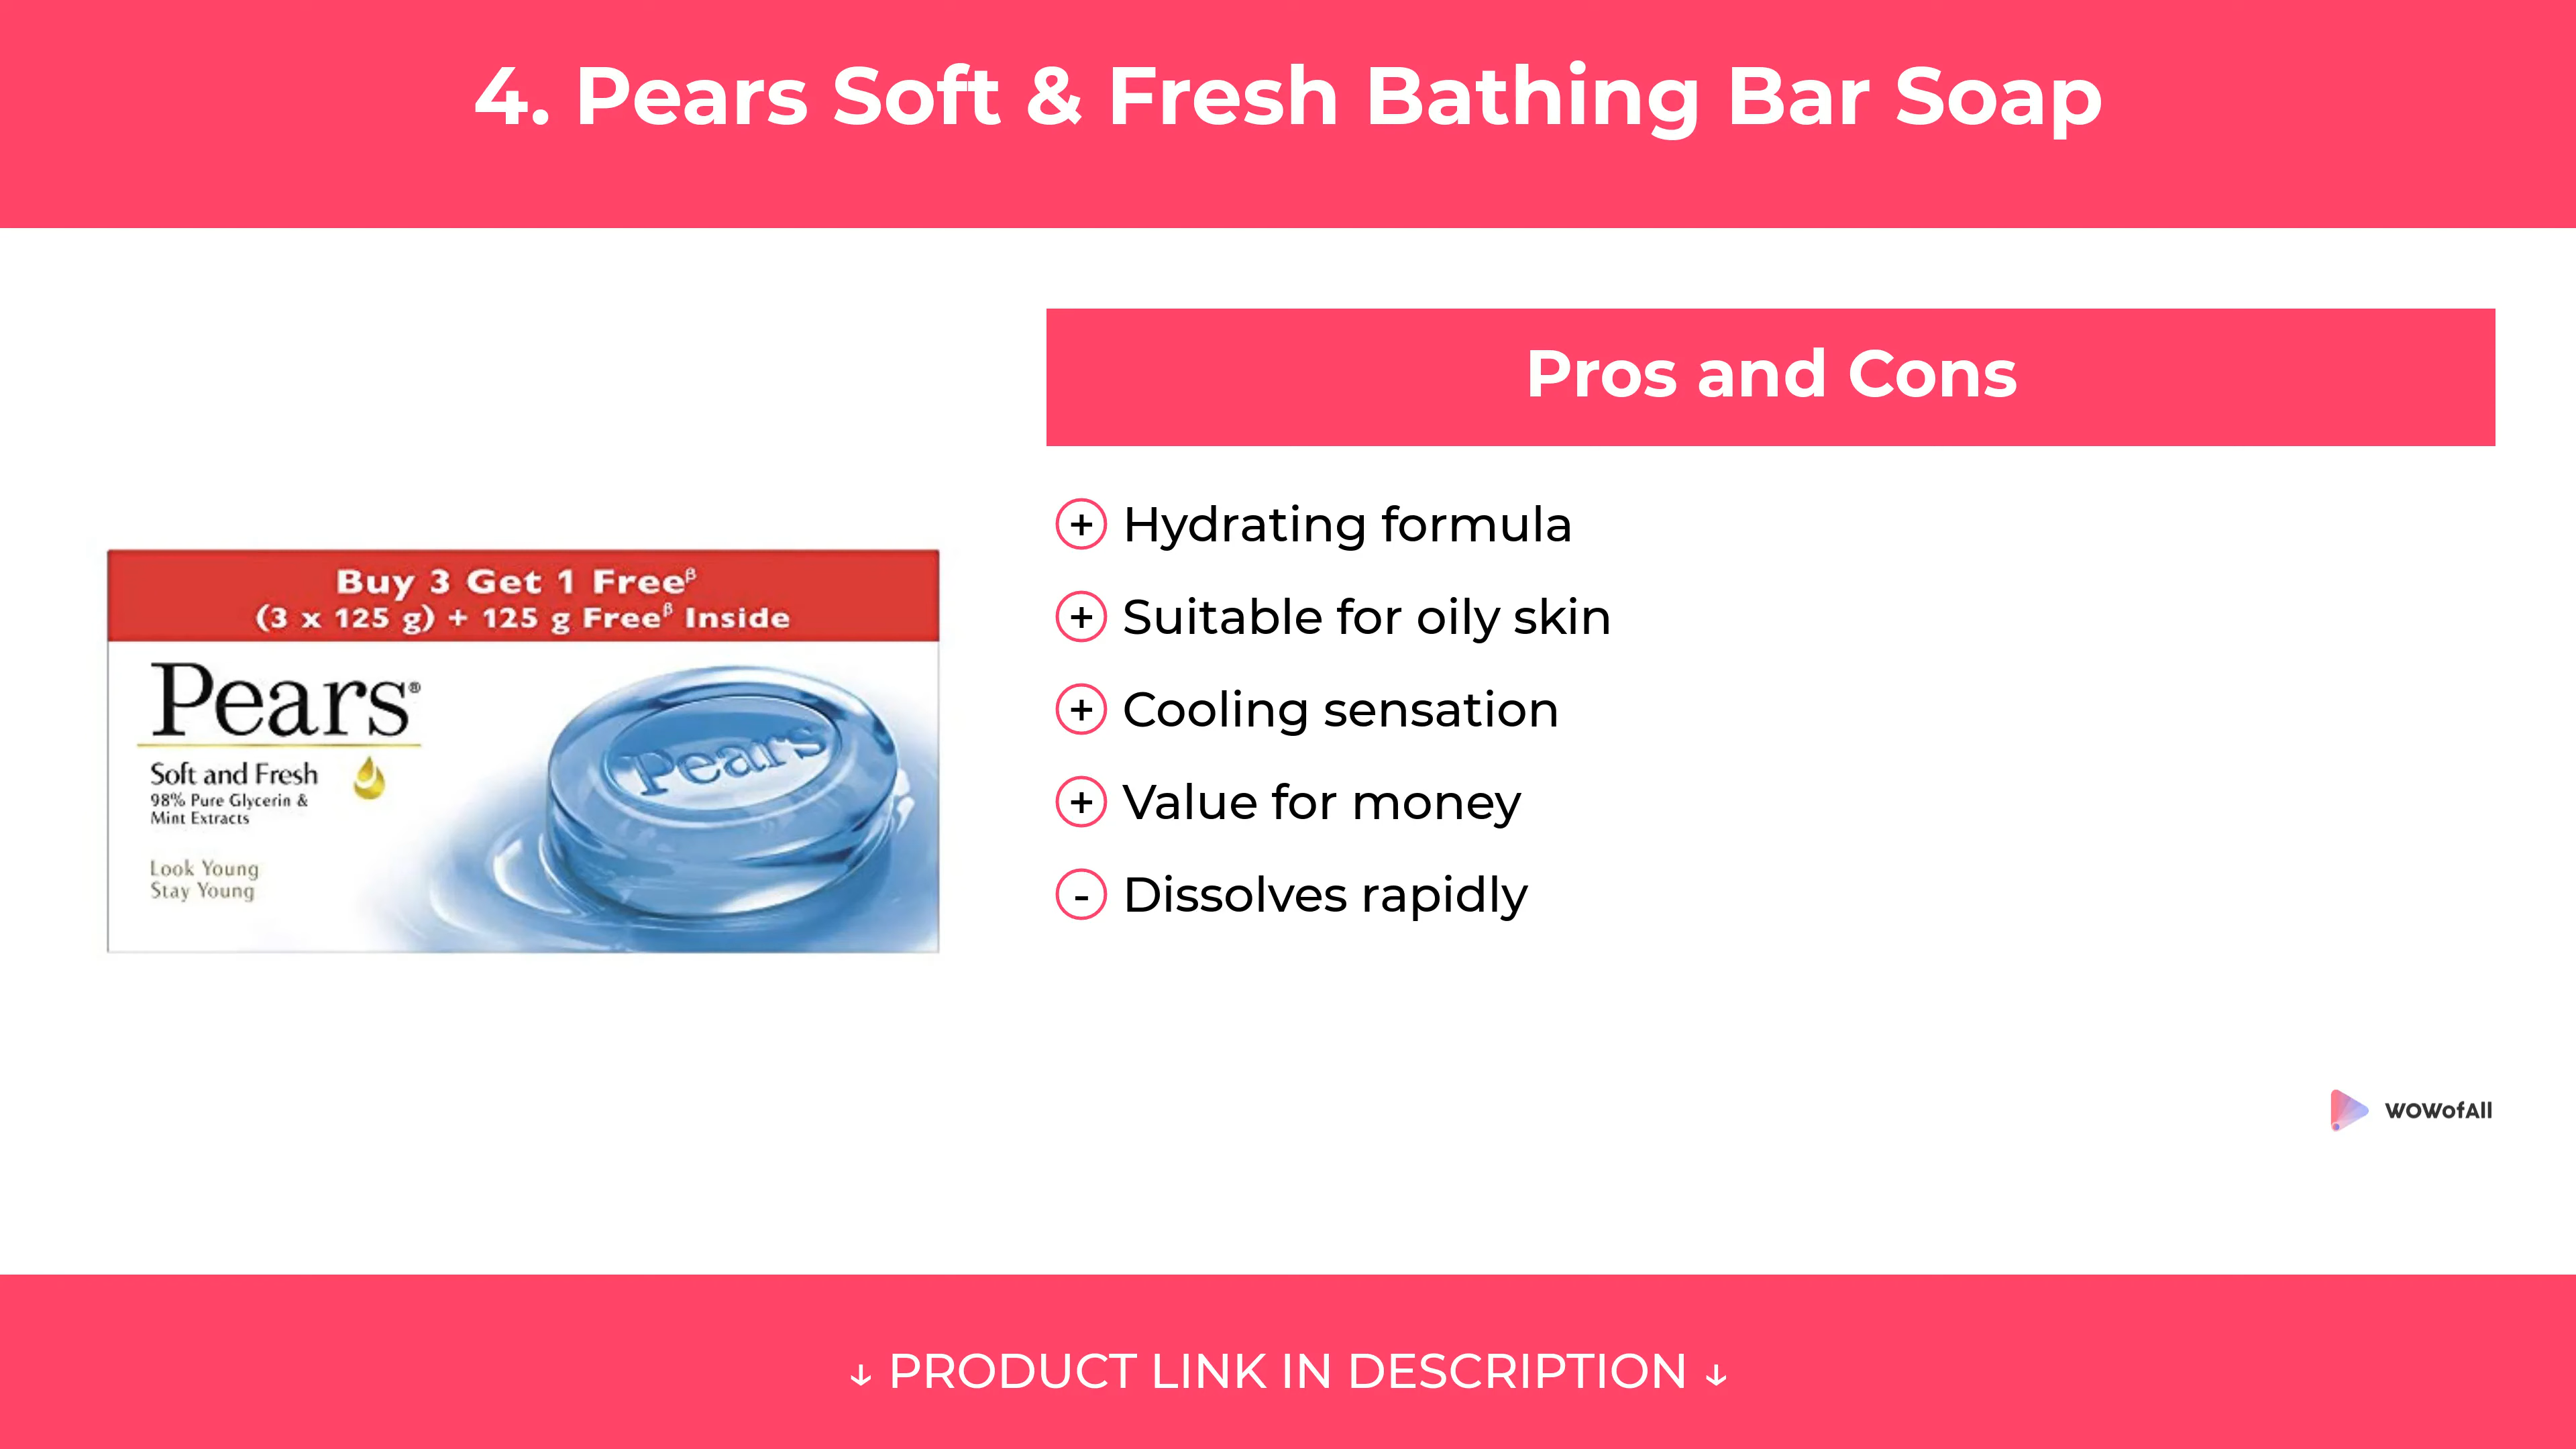 4. Pears Soft & Fresh Bathing Bar Soap
Pros and Cons
+ Hydrating formula
+ Suitable for oily skin
+ Cooling sensation
+ Value for money
- Dissolves rapidly
Buy 3 Get 1 Freeᵝ
(3 x 125 g) + 125 g Freeᵝ Inside
Pears®
Soft and Fresh
98% Pure Glycerin &
Mint Extracts
Look Young
Stay Young
Pears
WOWofAll
↓ PRODUCT LINK IN DESCRIPTION ↓